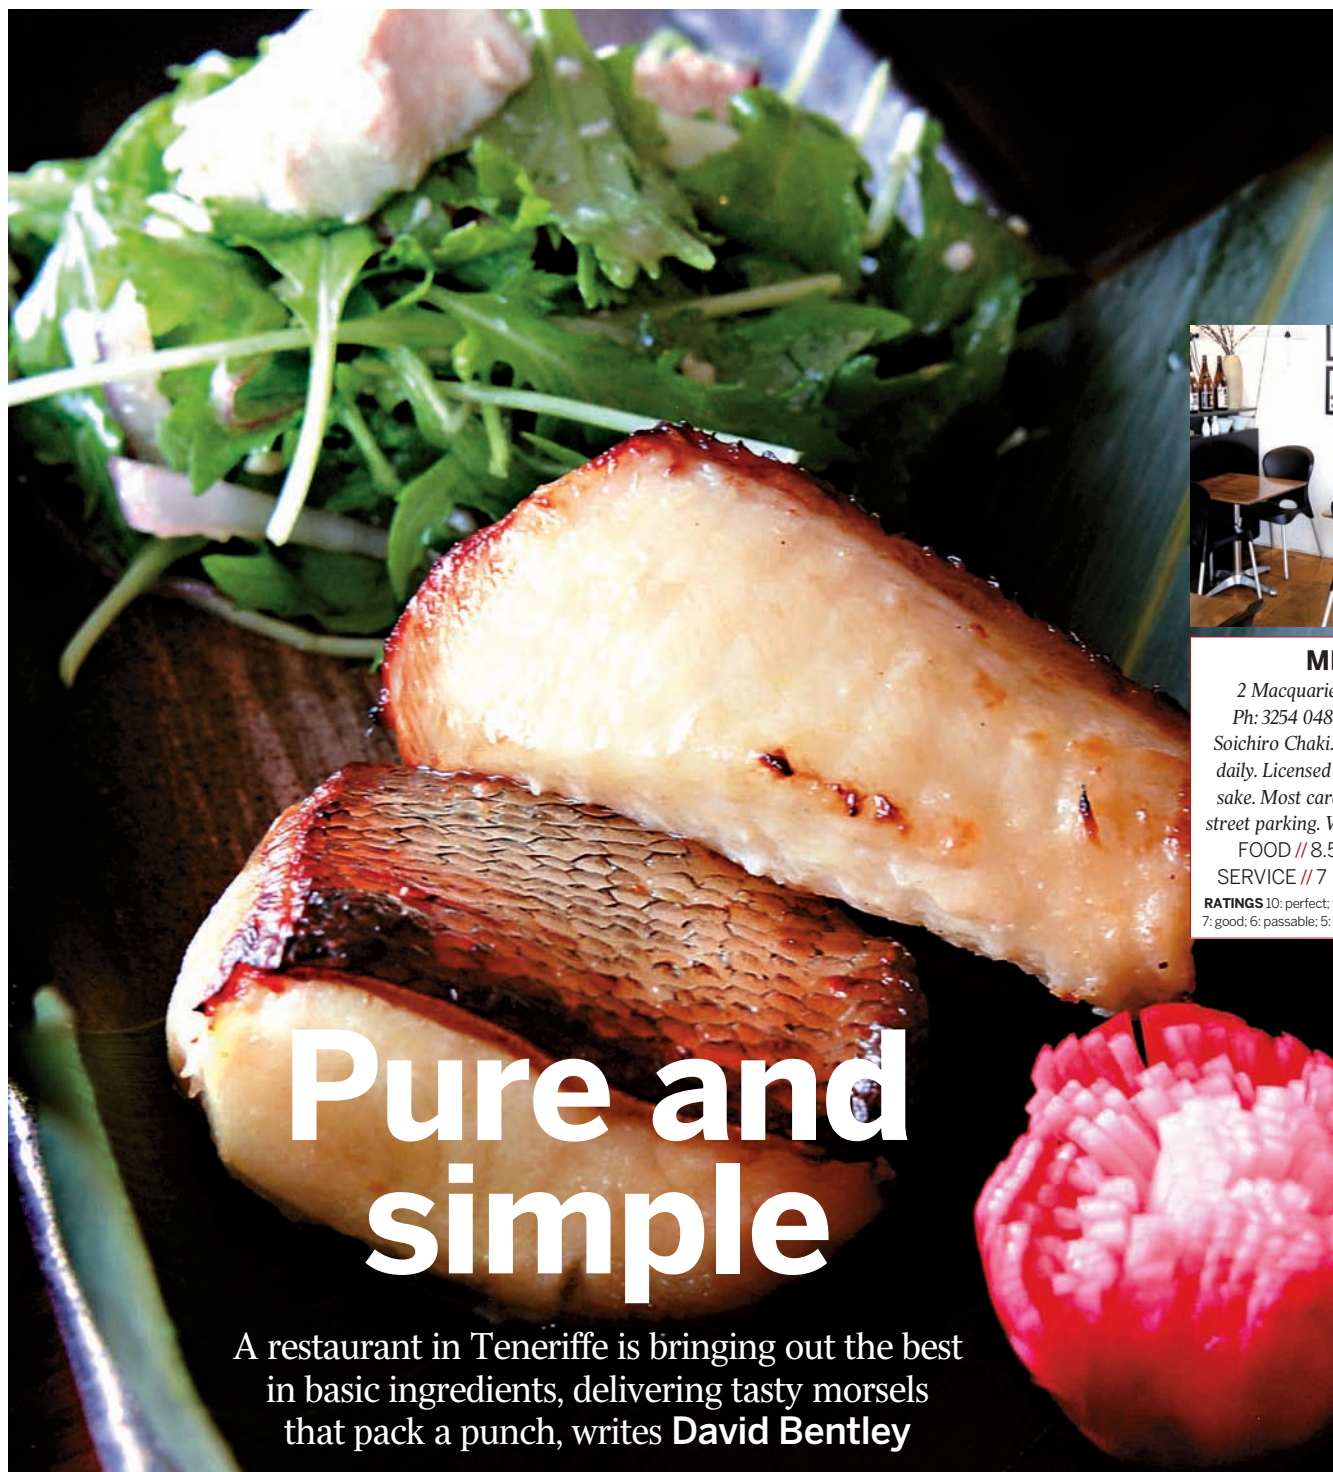 Pure and
simple
A restaurant in Teneriffe is bringing out the best
in basic ingredients, delivering tasty morsels
that pack a punch, writes David Bentley
2 Macquarie
Ph: 3254 048
Soichiro Chaki.
daily. Licensed
sake. Most
street parking.
FOOD // 8.5
SERVICE // 7
RATINGS 10: perfect;
7: good; 6: passable; 5: